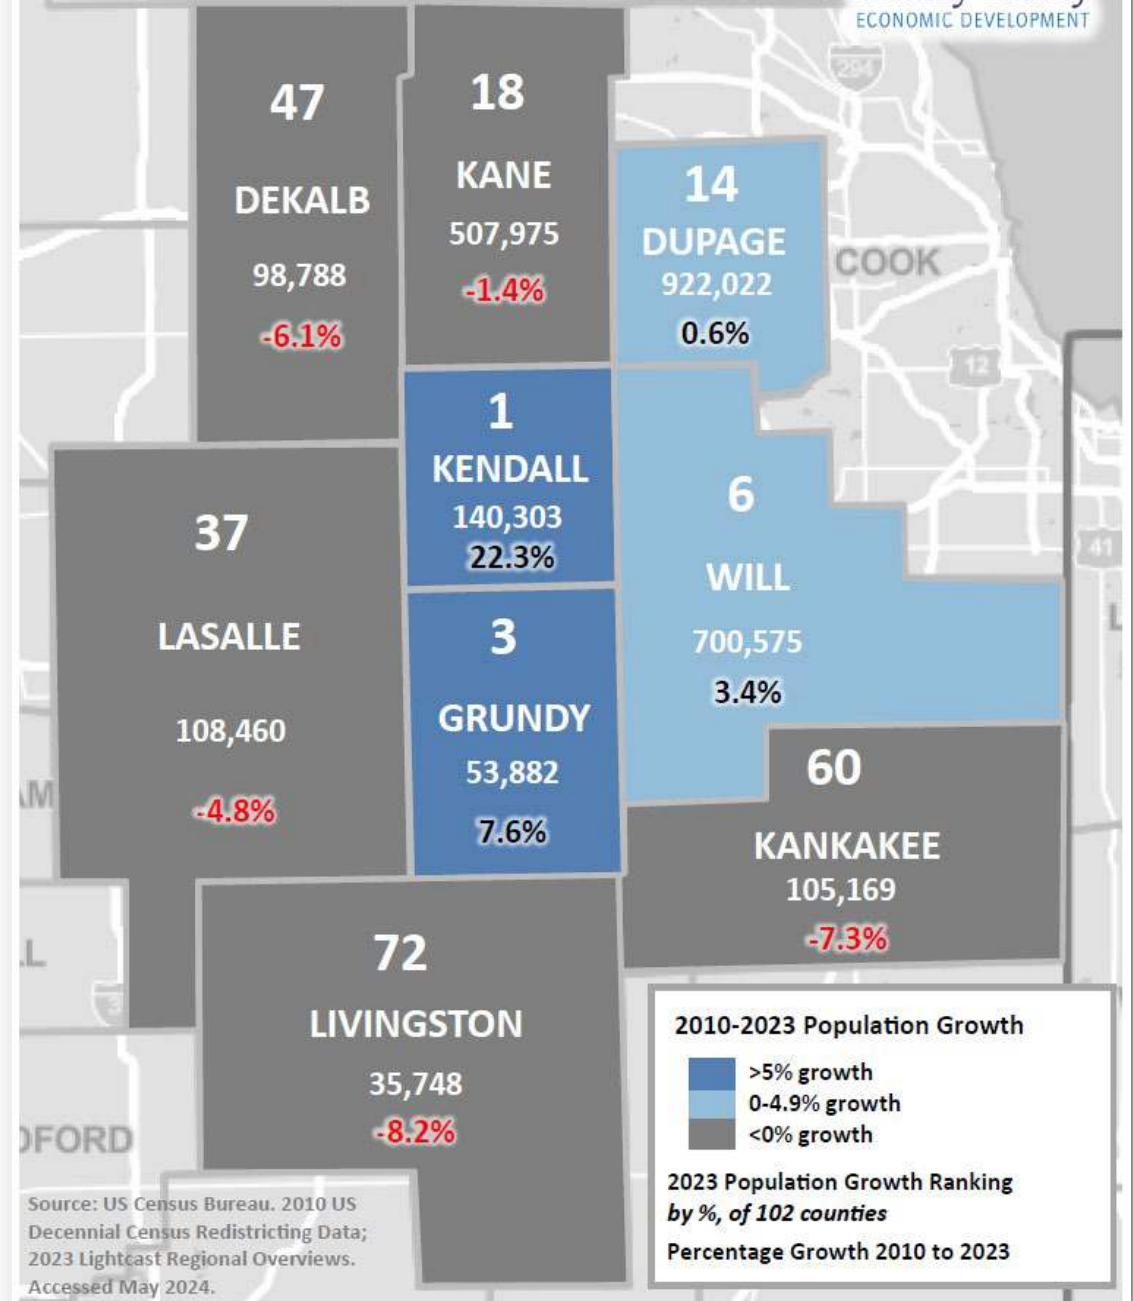 ECONOMIC DEVELOPMENT
294
47
DEKALB
98,788
-6.1%
18
KANE
507,975
-1.4%
14
DUPAGE
922,022
0.6%
COOK
12
1
KENDALL
140,303
22.3%
37
LASALLE
108,460
-4.8%
6
WILL
700,575
3.4%
41
3
GRUNDY
53,882
7.6%
60
KANKAKEE
105,169
-7.3%
72
LIVINGSTON
35,748
-8.2%
2010-2023 Population Growth
>5% growth
0-4.9% growth
<0% growth
2023 Population Growth Ranking
by %, of 102 counties
Percentage Growth 2010 to 2023
DFORD
Source: US Census Bureau. 2010 US
Decennial Census Redistricting Data;
2023 Lightcast Regional Overviews.
Accessed May 2024.